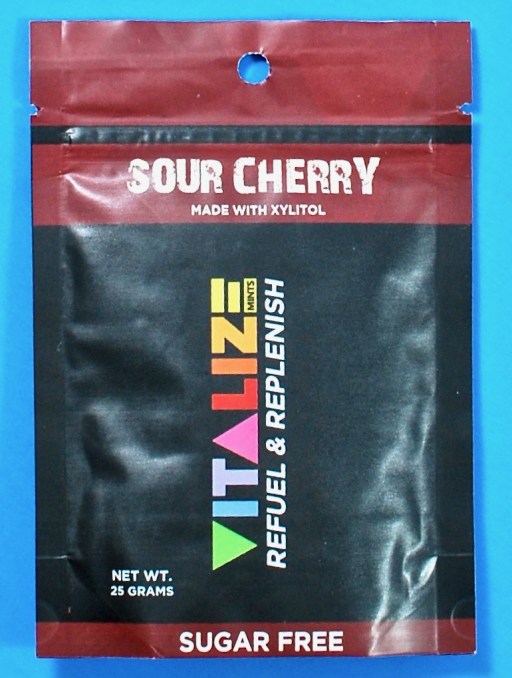 SOUR CHERRY
MADE WITH XYLITOL
VITALIZE
MINTS
REFUEL & REPLENISH
NET WT.
25 GRAMS
SUGAR FREE